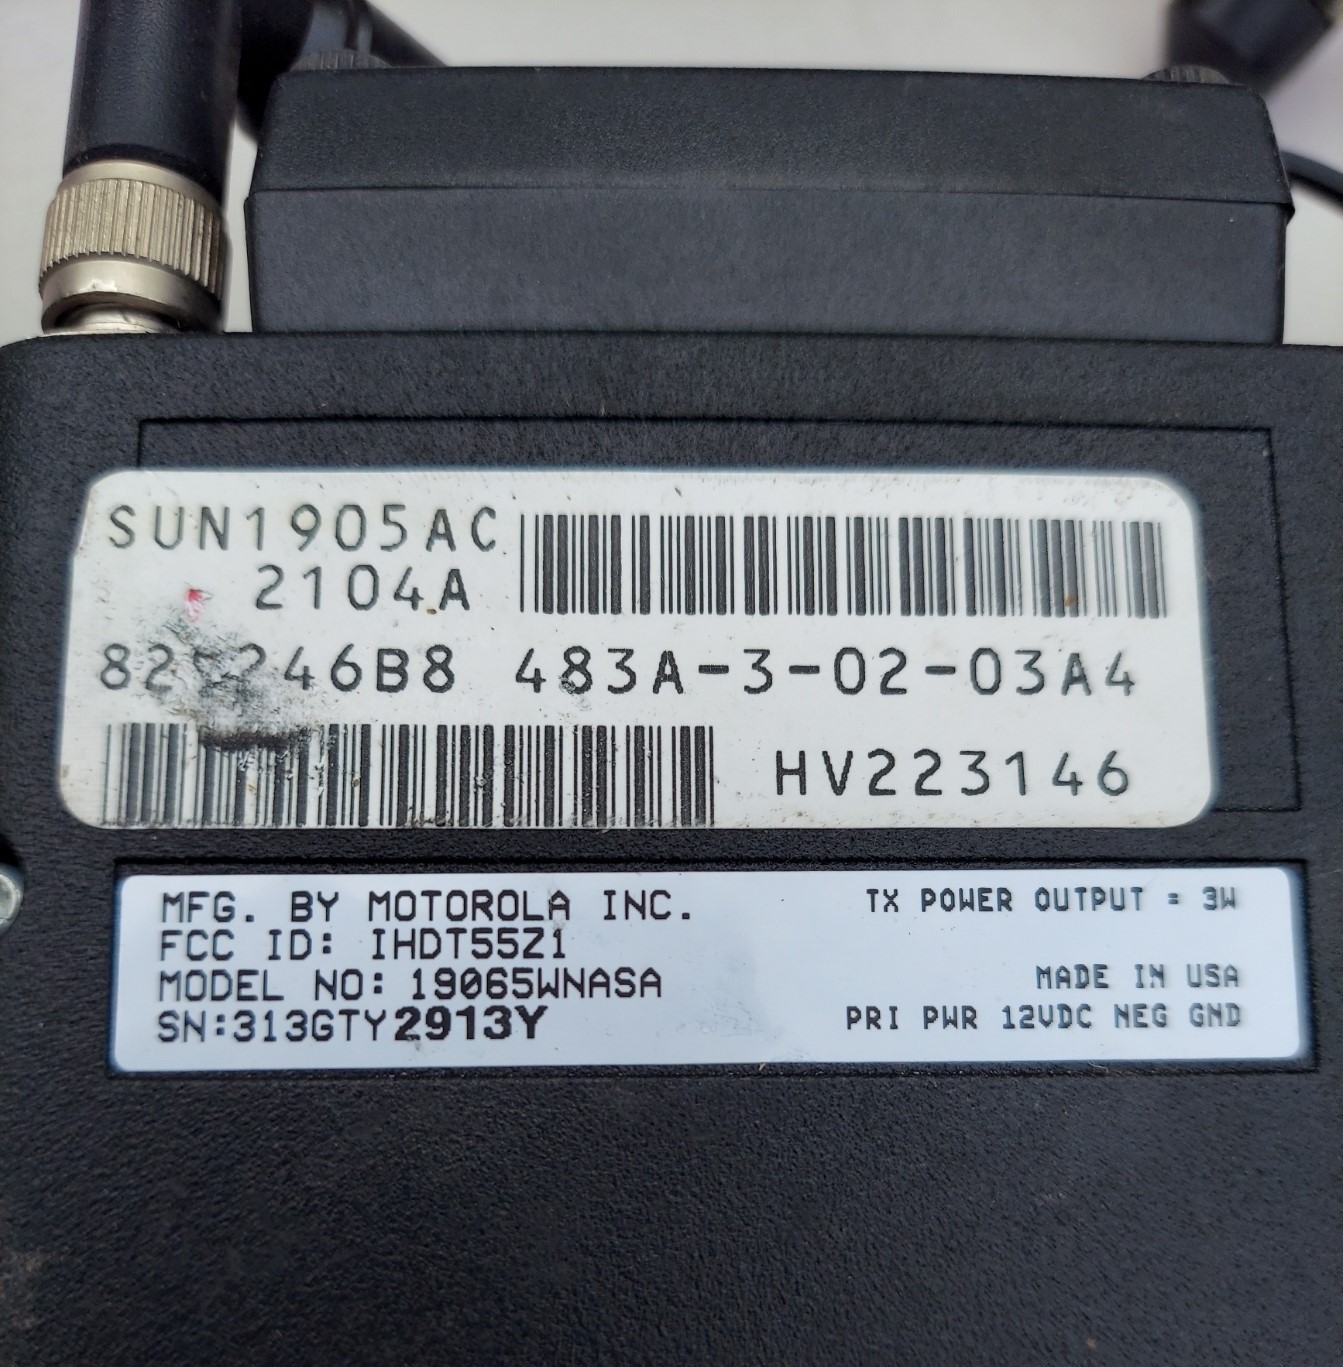 SUN1905AC
2104A
483A-3-02-03A4
HV223146
MFG. BY MOTOROLA INC.
TX POWER OUTPUT = 3W
FCC ID: IHDT55Z1
MODEL NO: 19065WNASA
MADE IN USA
SN:313GTY2913Y
PRI PWR 12VDC NEG GND